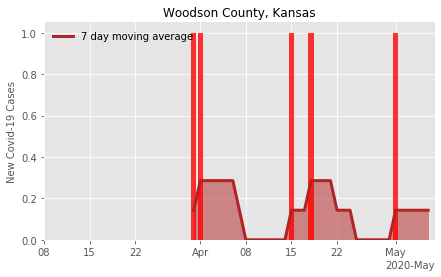 Woodson County, Kansas
7 day moving average
New Covid-19 Cases
1.0
0.8
0.6
0.4
0.2
0.0
08 15 22 Apr 08 15 22 May
2020-May